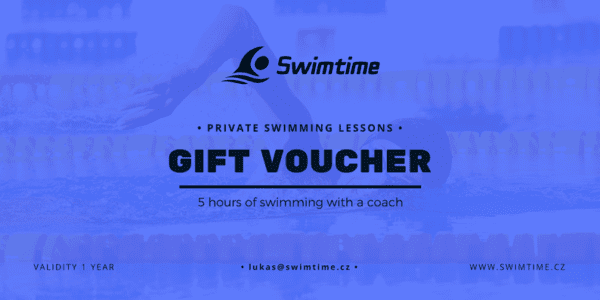 Swimtime
• PRIVATE SWIMMING LESSONS •
GIFT VOUCHER
5 hours of swimming with a coach
VALIDITY 1 YEAR
• lukas@swimtime.cz •
WWW.SWIMTIME.CZ